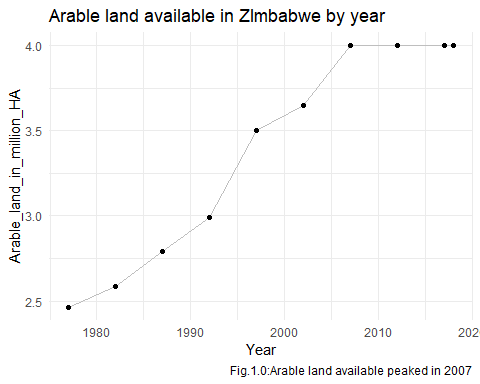 Arable land available in ZImbabwe by year
Arable_land_in_million_HA
4.0
3.5
3.0
2.5
1980
1990
2000
2010
202
Year
Fig.1.0:Arable land available peaked in 2007